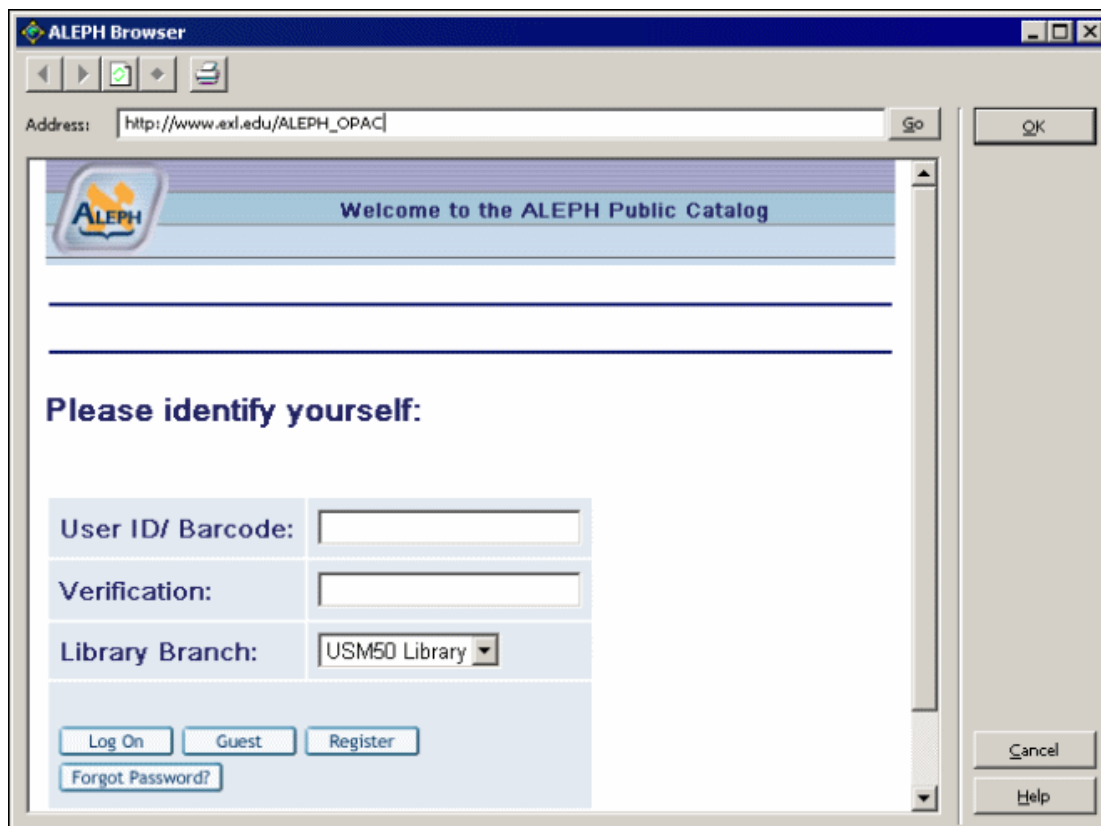 ALEPH Browser
Address: http://www.exl.edu/ALEPH_OPAC Go OK
ALEPH
Welcome to the ALEPH Public Catalog
Please identify yourself:
User ID/ Barcode:
Verification:
Library Branch: USM50 Library
Log On Guest Register
Forgot Password?
Cancel
Help